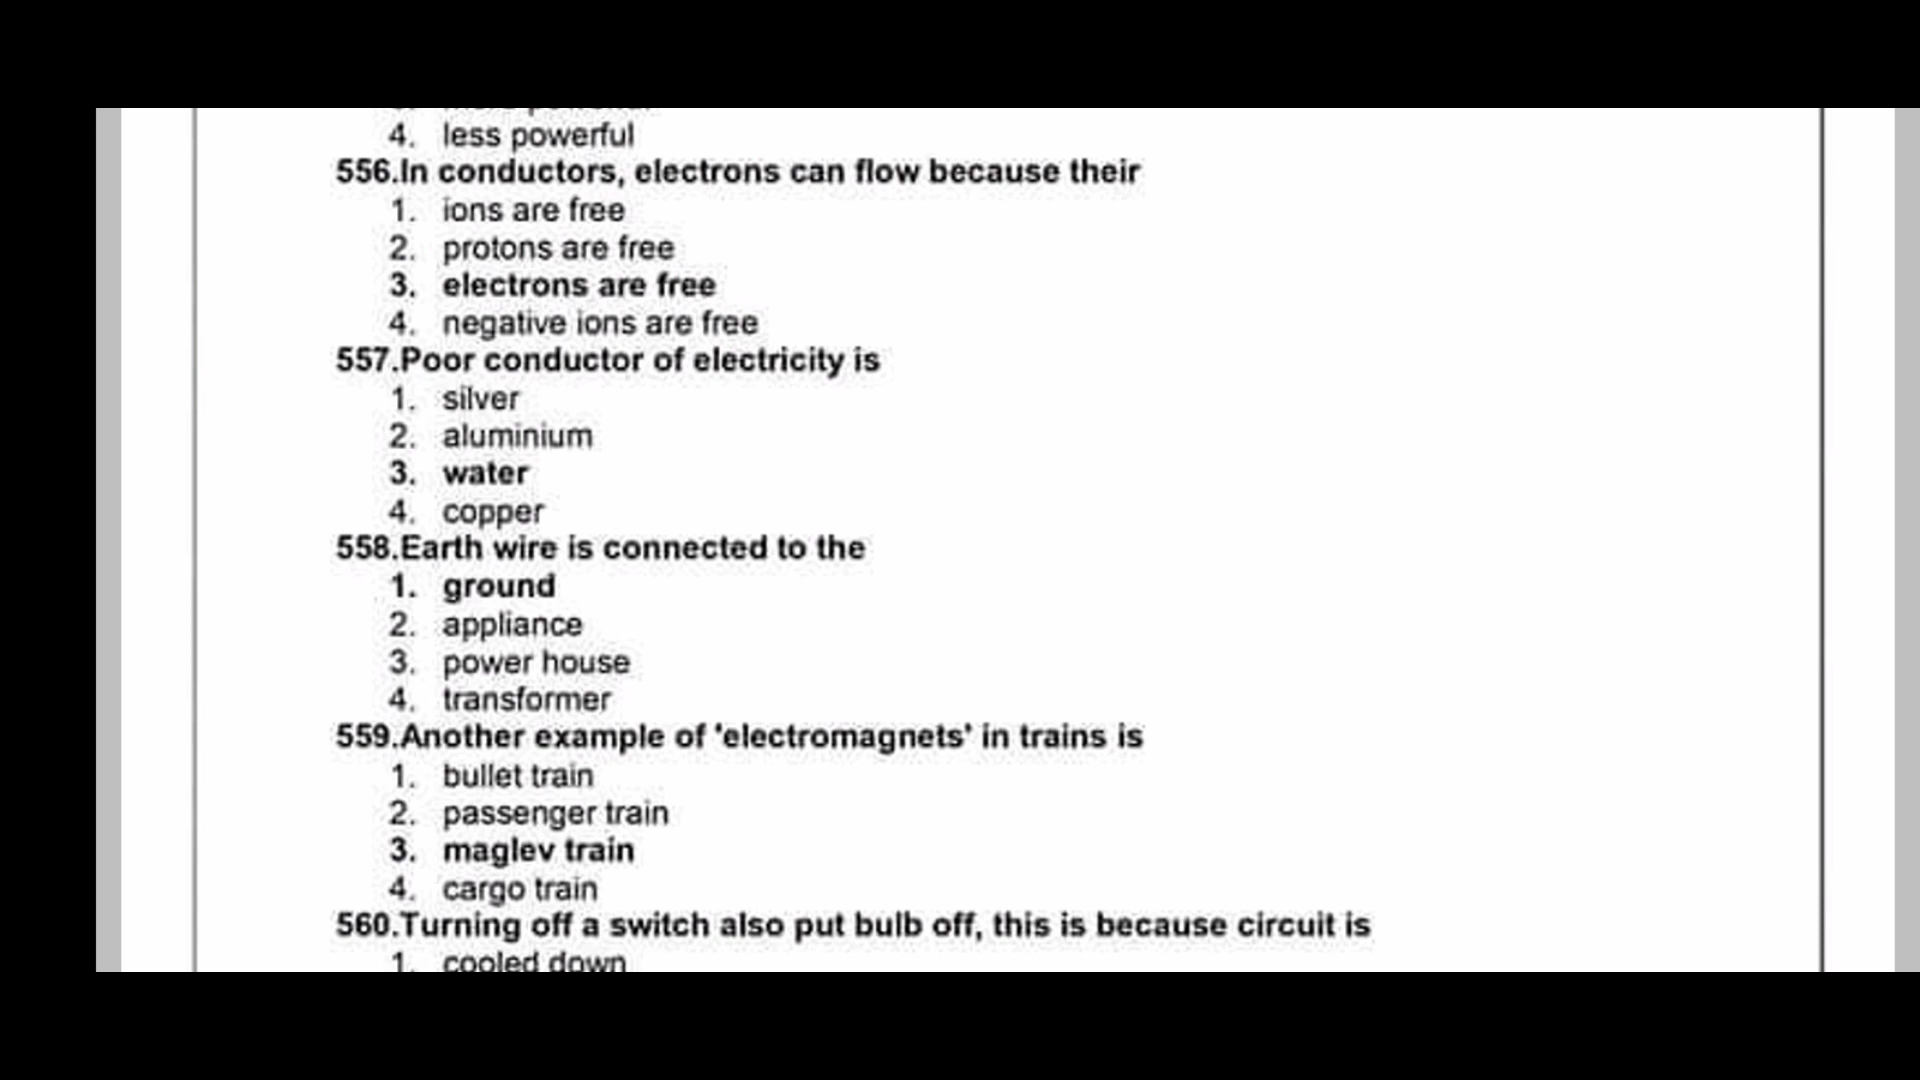 4. less powerful
556.In conductors, electrons can flow because their
1. ions are free
2. protons are free
3. electrons are free
4. negative ions are free
557.Poor conductor of electricity is
1. silver
2. aluminium
3. water
4. copper
558.Earth wire is connected to the
1. ground
2. appliance
3. power house
4. transformer
559.Another example of 'electromagnets' in trains is
1. bullet train
2. passenger train
3. maglev train
4. cargo train
560.Turning off a switch also put bulb off, this is because circuit is
1. cooled down